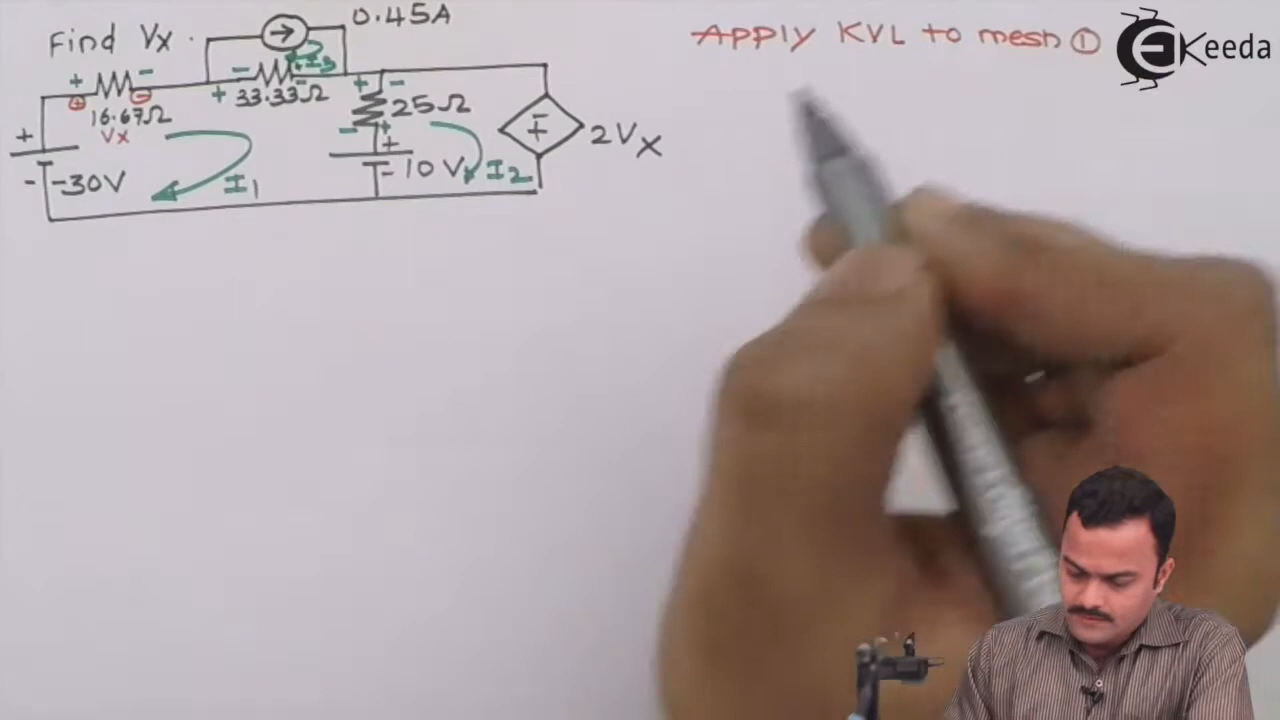 Find Vx.
0.45A
Apply KVL to mesh ①
EKeeda
+ - - + -
I3
+ -
16.67Ω
33.33Ω
25Ω
Vx
+
- +
+
- +
2Vx
- -30V
I1
- 10V
I2